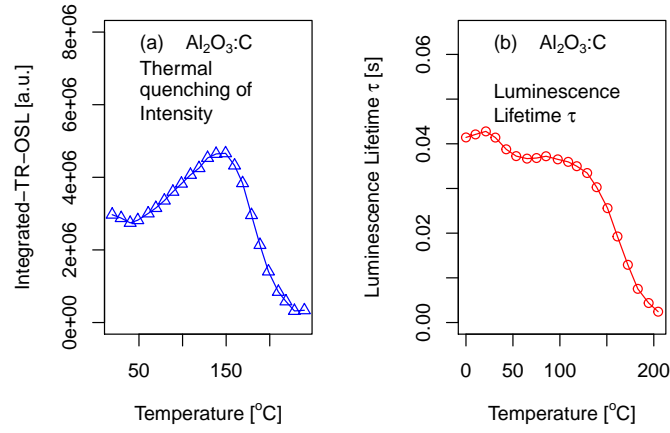 (a) Al2O3:C
Thermal
quenching of
Intensity
Integrated−TR−OSL [a.u.]
8e+06
6e+06
4e+06
2e+06
0e+00
50 150
Temperature [oC]
(b) Al2O3:C
Luminescence
Lifetime τ
Luminescence Lifetime τ [s]
0.06
0.04
0.02
0.00
0 50 100 200
Temperature [oC]